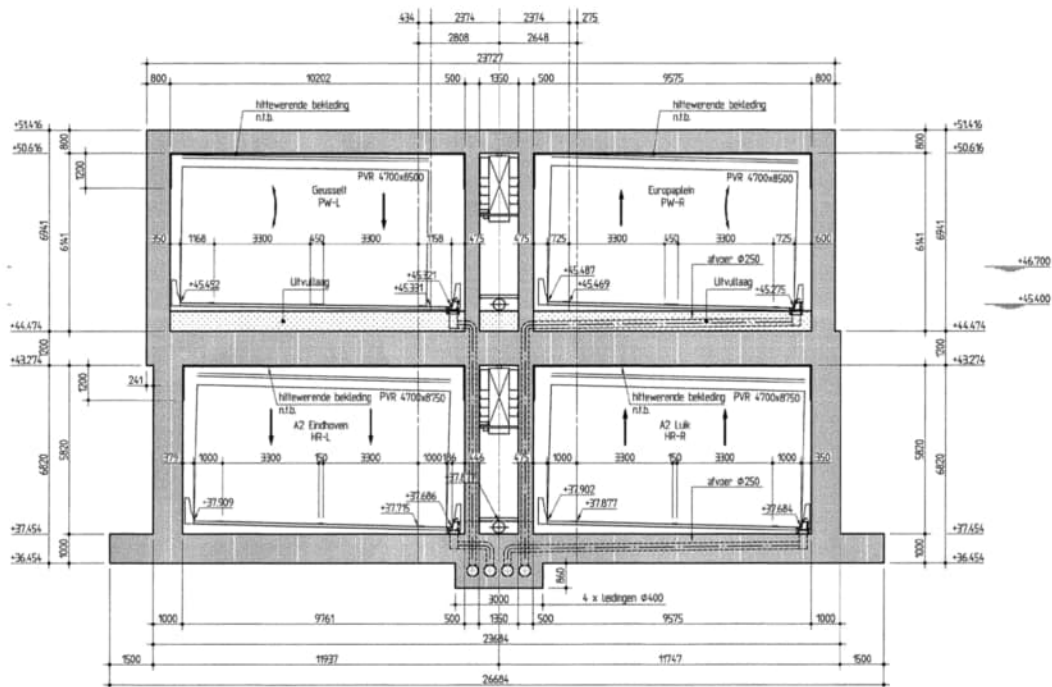 434 2374 2374 275
2808 2648
23727
800 10202 500 1350 500 9575 800
hittewerende bekleding
n.t.b.
hittewerende bekleding
n.t.b.
+51.416 +51.416
+50.616 800 800 +50.616
1200
PVR 4700x8500
Geusselt
PW-L
PVR 4700x8500
Europaplein
PW-R
6941 6141 6141 6941
350 1168 3300 450 3300 1158 475 475 725 3300 450 3300 725 600
afvoer Ø250
+46.700
+45.452 Uitvullaag +45.331 +45.321
+45.487 +45.469 Uitvullaag +45.275
+45.400
+44.474 +44.474
1200 1200
+43.274 +43.274
241 1200
hittewerende bekleding
n.t.b.
PVR 4700x8750
A2 Eindhoven
HR-L
hittewerende bekleding
n.t.b.
PVR 4700x8750
A2 Luik
HR-R
6820 5820 5820 6820
379 1000 3300 150 3300 1000 446 475 1000 3300 150 3300 1000 350
afvoer Ø250
+37.909 +37.715 +37.686
+37.902 +37.877 +37.684
+37.454 +37.454
1000 1000
+36.454 +36.454
860
3000 4 x leidingen Ø400
1000 9761 500 1350 500 9575 1000
23684
1500 11937 11747 1500
26684